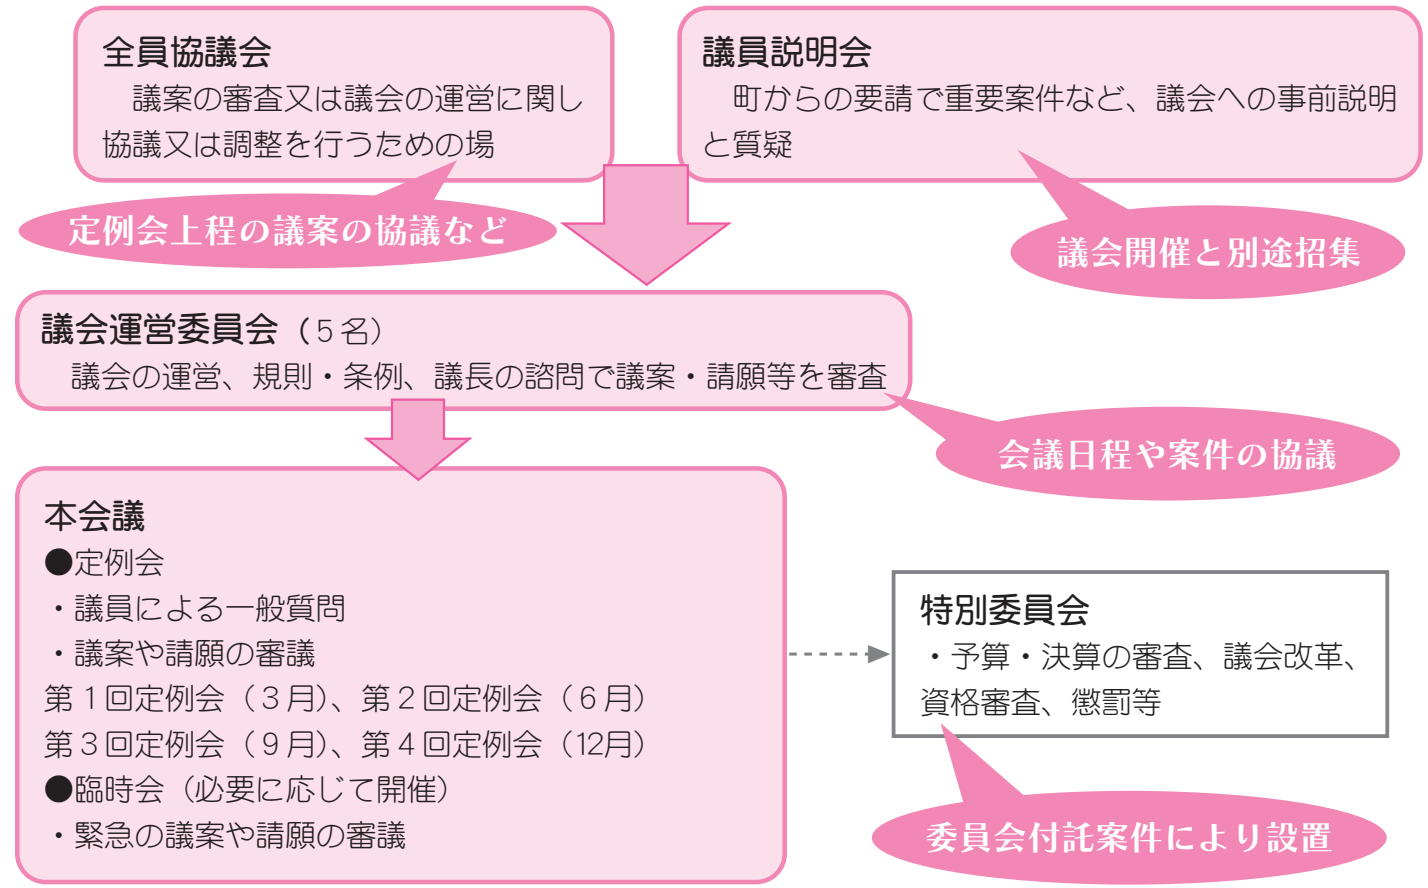 全員協議会
　議案の審査又は議会の運営に関し
協議又は調整を行うための場
定例会上程の議案の協議など
議員説明会
　町からの要請で重要案件など、議会への事前説明
と質疑
議会開催と別途招集
議会運営委員会（５名）
　議会の運営、規則・条例、議長の諮問で議案・請願等を審査
会議日程や案件の協議
本会議
●定例会
・議員による一般質問
・議案や請願の審議
第１回定例会（３月）、第２回定例会（６月）
第３回定例会（９月）、第４回定例会（12月）
●臨時会（必要に応じて開催）
・緊急の議案や請願の審議
特別委員会
・予算・決算の審査、議会改革、
資格審査、懲罰等
委員会付託案件により設置